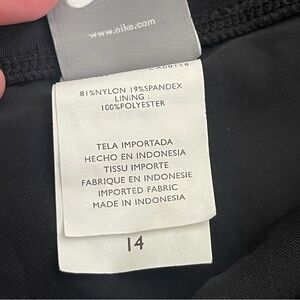 www.nike.com
81%NYLON 19%SPANDEX
LINING :
100%POLYESTER
TELA IMPORTADA
HECHO EN INDONESIA
TISSU IMPORTE
FABRIQUE EN INDONESIE
IMPORTED FABRIC
MADE IN INDONESIA
14